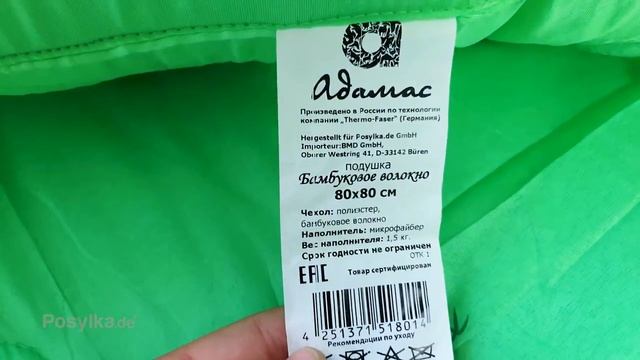 Адамас
Произведено в России по технологии
компании „Thermo-Faser" (Германия)
Hergestellt für Posylka.de GmbH
Importeur:BMD GmbH,
Oberer Westring 41, D-33142 Büren
подушка
Бамбуковое волокно
80x80 см
Чехол: полиэстер,
бамбуковое волокно
Наполнитель: микрофайбер
Вес наполнителя: 1,5 кг.
Срок годности не ограничен
ОТК 1
EAC
Товар сертифицирован
4 251371 518014
Рекомендации по уходу
Posylka.de